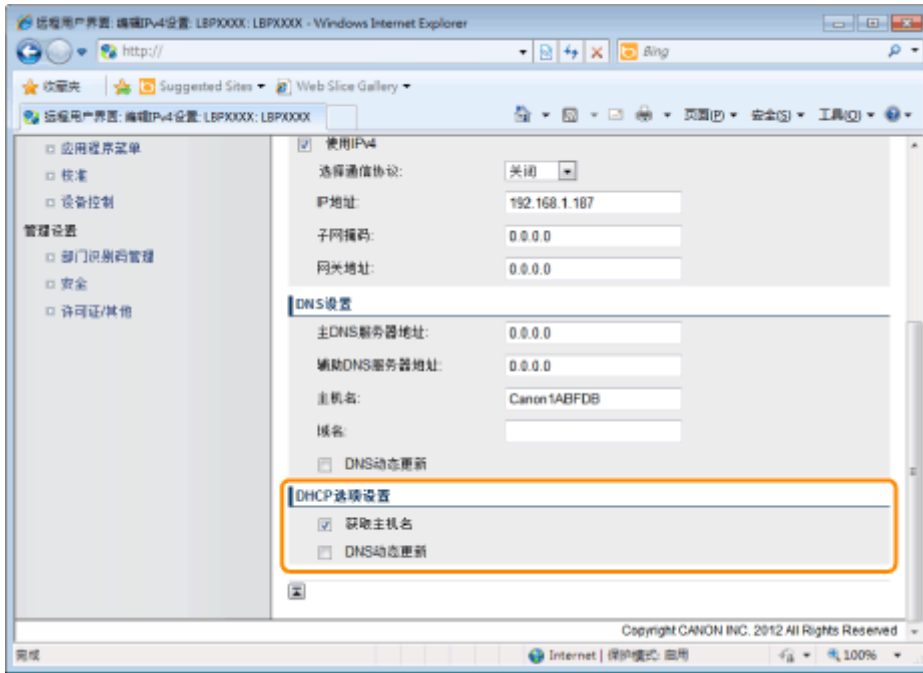 远程用户界面: 编辑IPv4设置: LBPXXXX: LBPXXXX - Windows Internet Explorer
http://
Bing
收藏夹 Suggested Sites Web Slice Gallery
远程用户界面: 编辑IPv4设置: LBPXXXX: LBPXXXX
页面(P) 安全(S) 工具(O)
应用程序菜单
校准
设备控制
管理设置
部门识别码管理
安全
许可证/其他
使用IPv4
选择通信协议: 关闭
IP地址: 192.168.1.187
子网掩码: 0.0.0.0
网关地址: 0.0.0.0
DNS设置
主DNS服务器地址: 0.0.0.0
辅助DNS服务器地址: 0.0.0.0
主机名: Canon1ABFDB
域名:
DNS动态更新
DHCP选项设置
获取主机名
DNS动态更新
Copyright CANON INC. 2012 All Rights Reserved
完成 Internet | 保护模式: 启用 100%